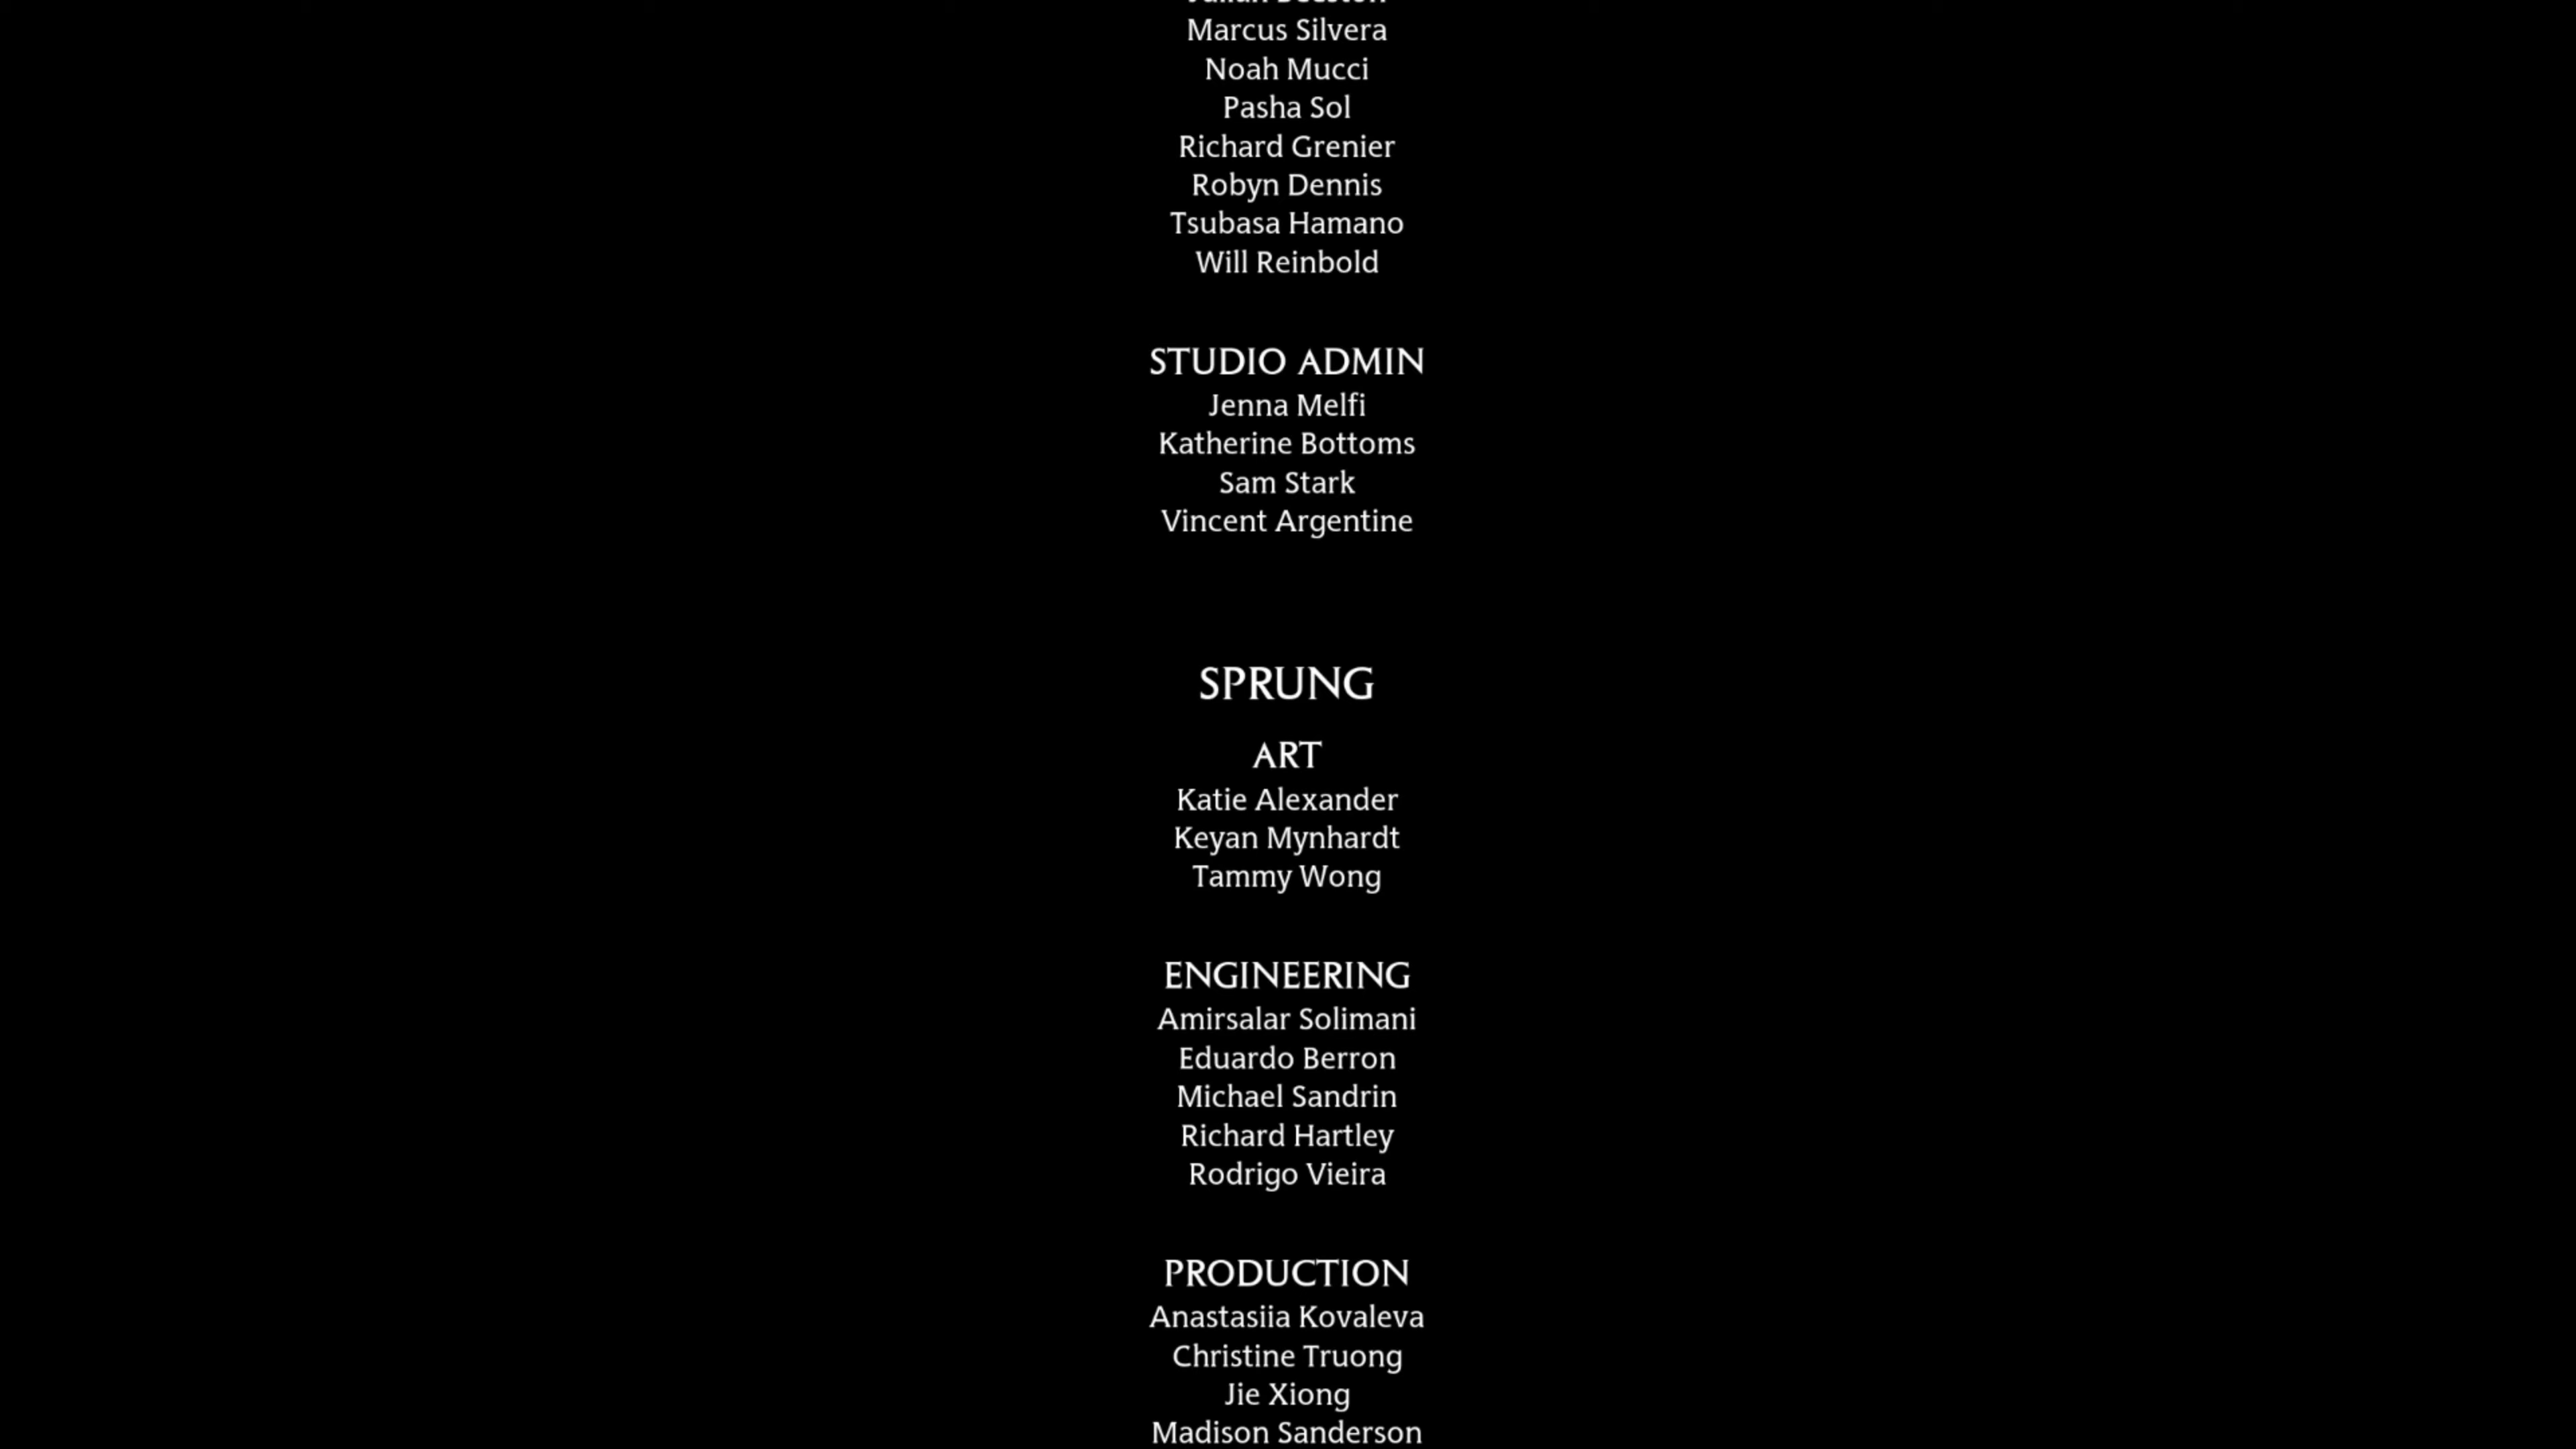 Marcus Silvera
Noah Mucci
Pasha Sol
Richard Grenier
Robyn Dennis
Tsubasa Hamano
Will Reinbold
STUDIO ADMIN
Jenna Melfi
Katherine Bottoms
Sam Stark
Vincent Argentine
SPRUNG
ART
Katie Alexander
Keyan Mynhardt
Tammy Wong
ENGINEERING
Amirsalar Solimani
Eduardo Berron
Michael Sandrin
Richard Hartley
Rodrigo Vieira
PRODUCTION
Anastasiia Kovaleva
Christine Truong
Jie Xiong
Madison Sanderson